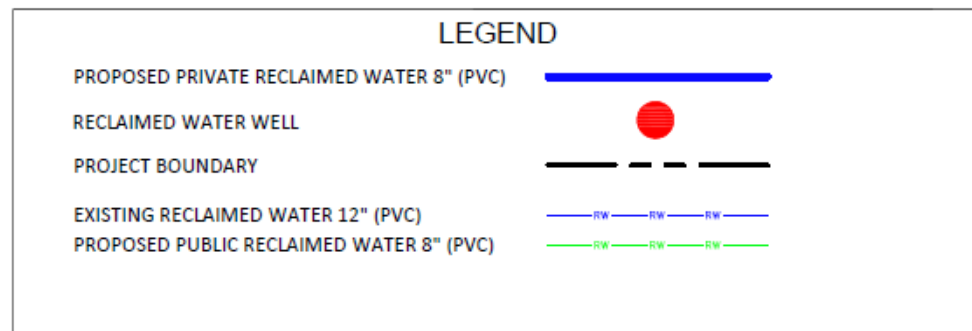 LEGEND
PROPOSED PRIVATE RECLAIMED WATER 8" (PVC)
RECLAIMED WATER WELL
PROJECT BOUNDARY
EXISTING RECLAIMED WATER 12" (PVC) RW RW RW
PROPOSED PUBLIC RECLAIMED WATER 8" (PVC) RW RW RW